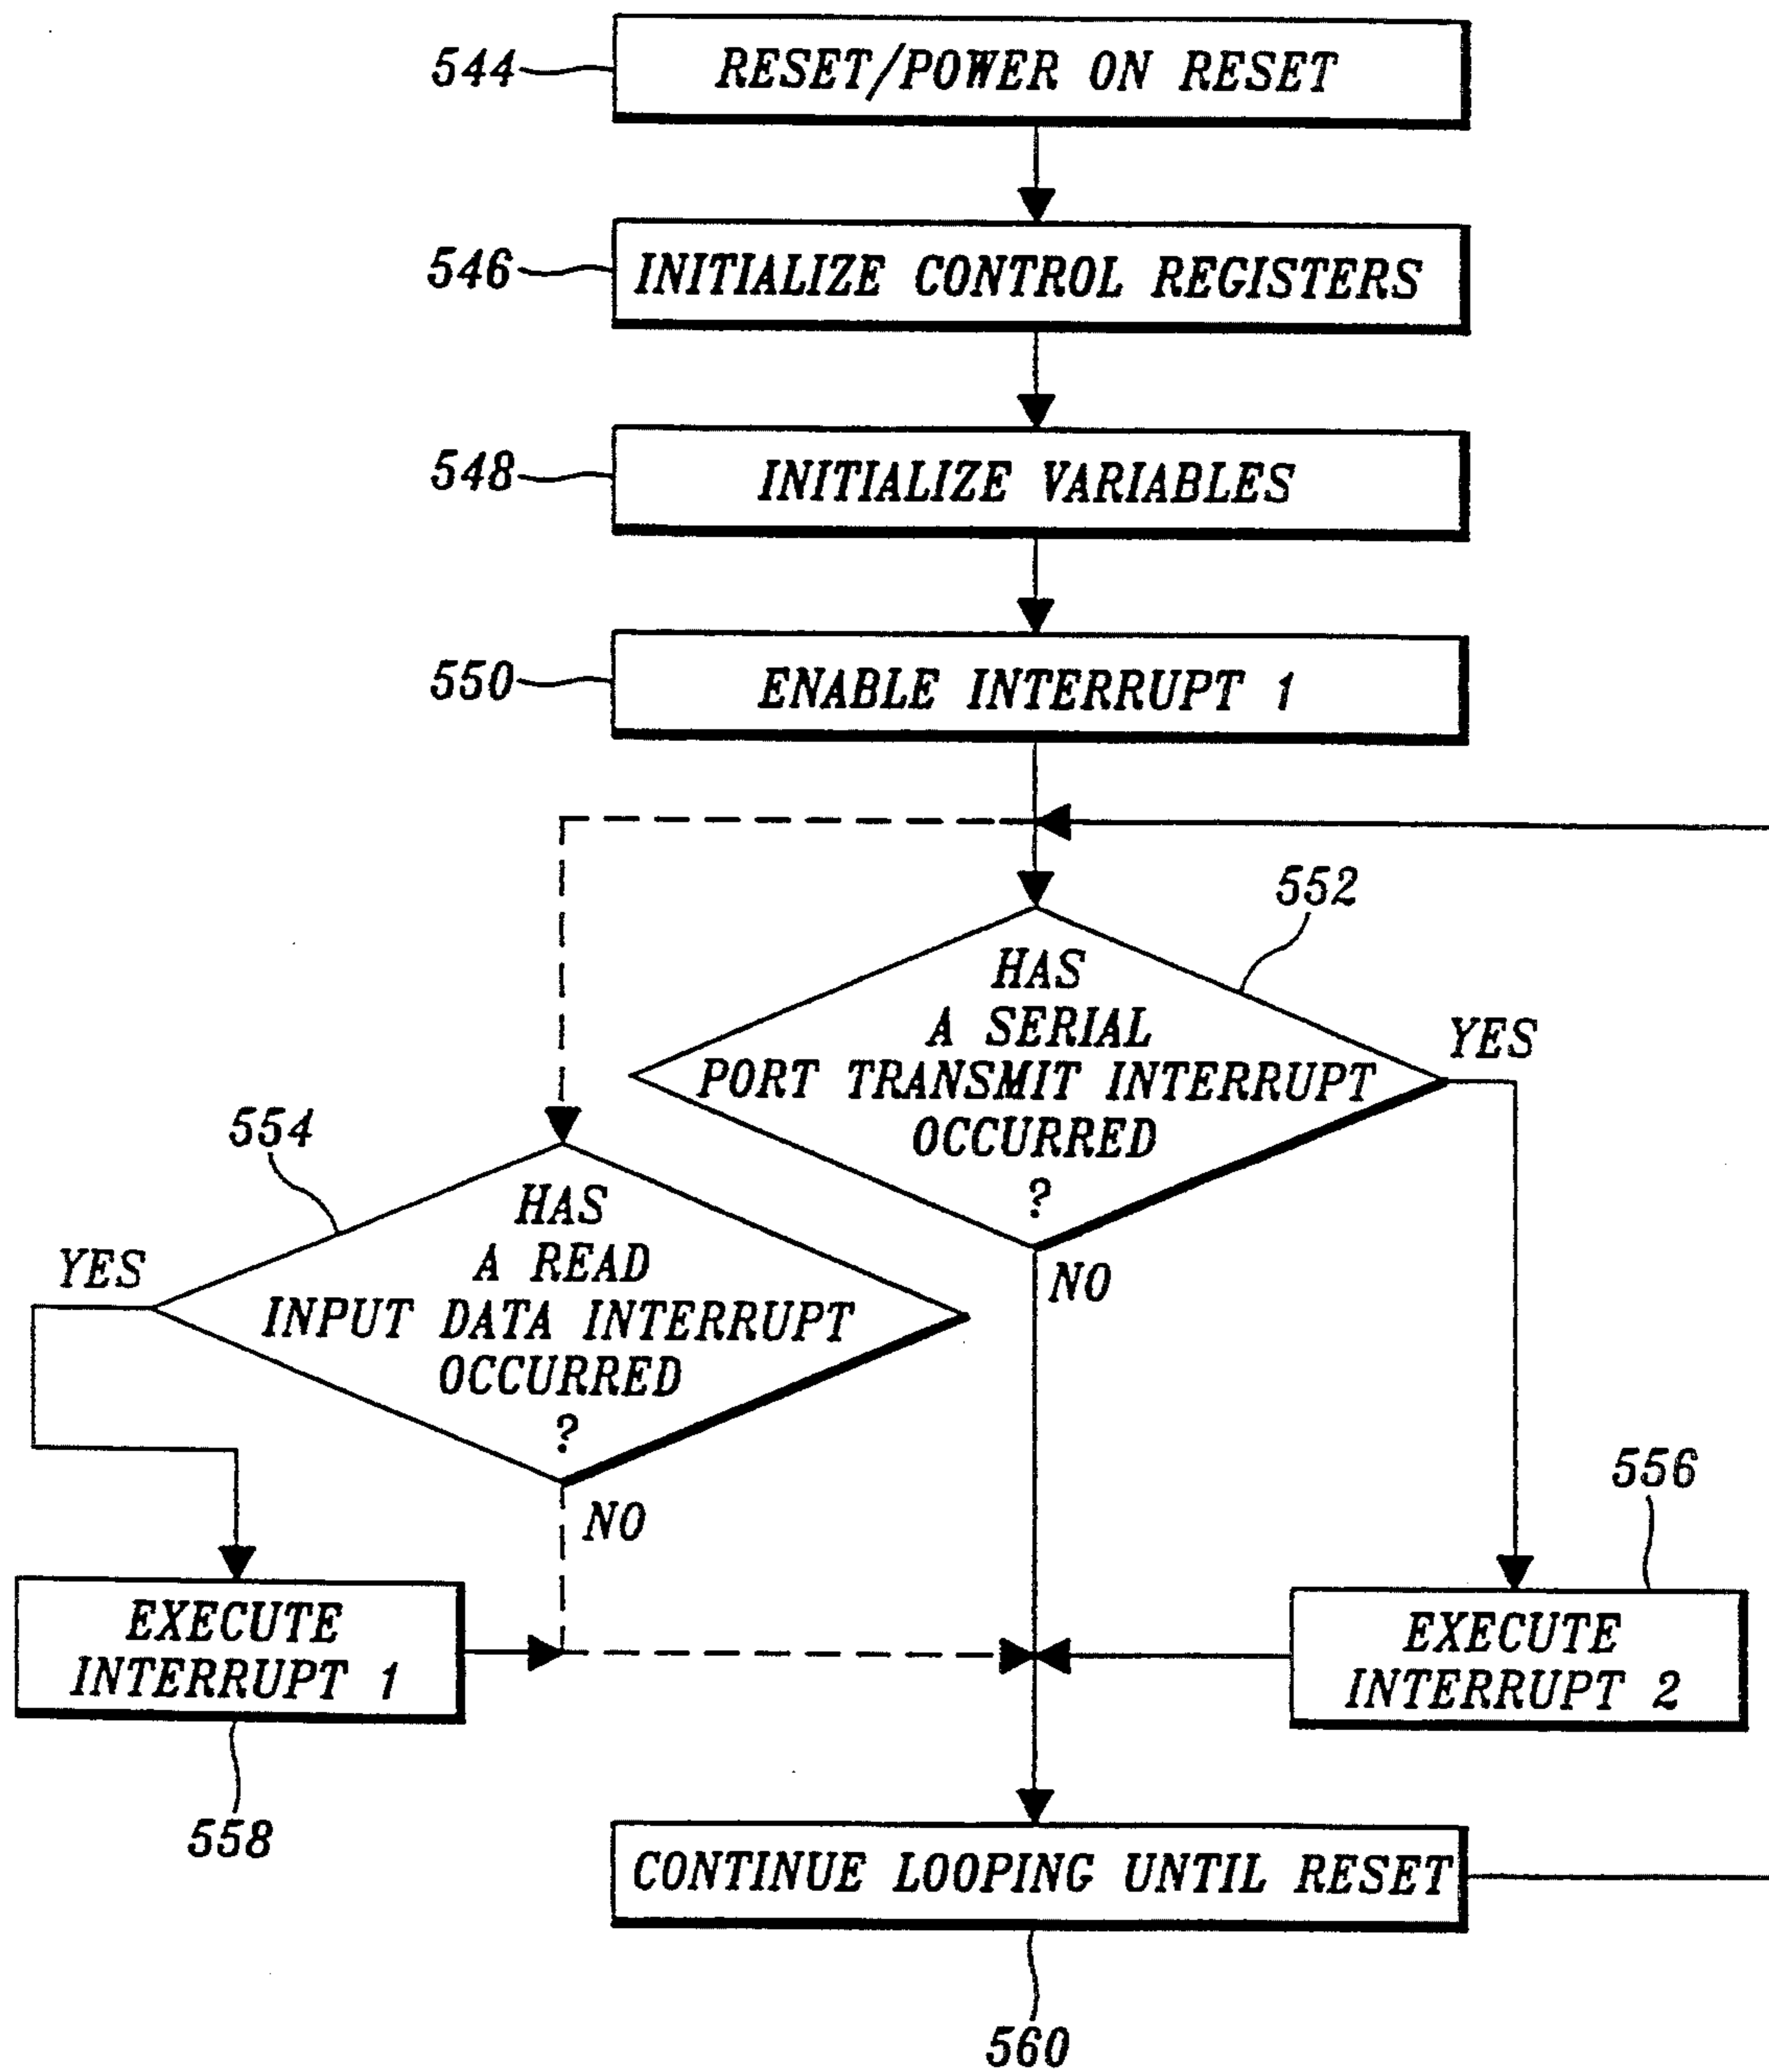 544
RESET/POWER ON RESET
546
INITIALIZE CONTROL REGISTERS
548
INITIALIZE VARIABLES
550
ENABLE INTERRUPT 1
552
HAS
A SERIAL
PORT TRANSMIT INTERRUPT
OCCURRED
?
YES
NO
554
HAS
A READ
INPUT DATA INTERRUPT
OCCURRED
?
YES
NO
556
EXECUTE
INTERRUPT 1
558
EXECUTE
INTERRUPT 2
CONTINUE LOOPING UNTIL RESET
560